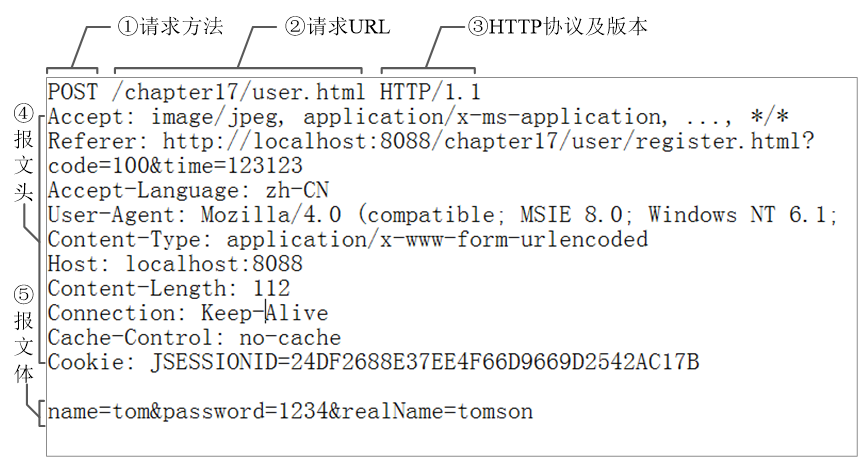 ①请求方法 ②请求URL ③HTTP协议及版本
POST /chapter17/user.html HTTP/1.1
④报文头
Accept: image/jpeg, application/x-ms-application, ..., */*
Referer: http://localhost:8088/chapter17/user/register.html?
code=100&time=123123
Accept-Language: zh-CN
User-Agent: Mozilla/4.0 (compatible; MSIE 8.0; Windows NT 6.1;
Content-Type: application/x-www-form-urlencoded
Host: localhost:8088
Content-Length: 112
Connection: Keep-Alive
Cache-Control: no-cache
Cookie: JSESSIONID=24DF2688E37EE4F66D9669D2542AC17B
⑤报文体
name=tom&password=1234&realName=tomson